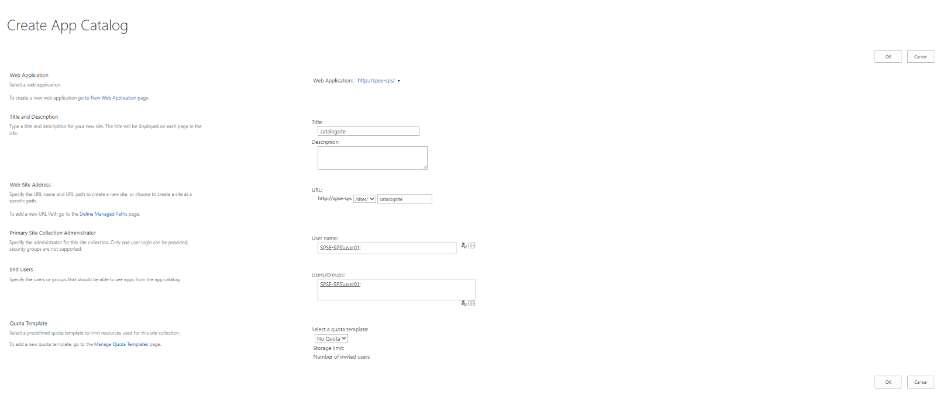 Create App Catalog
OK Cancel
Web Application
Select a web application.
To create a new web application go to New Web Application page.
Web Application: http://spse-sps/
Title and Description
Type a title and description for your new site. The title will be displayed on each page in the
site.
Title:
catalogsite
Description:
Web Site Address
Specify the URL name and URL path to create a new site, or choose to create a site at a
specific path.
To add a new URL Path go to the Define Managed Paths page.
URL:
http://spse-sps /sites/ catalogsite
Primary Site Collection Administrator
Specify the administrator for this site collection. Only one user login can be provided;
security groups are not supported.
User name:
SPSE-SPS\user01;
End Users
Specify the users or groups that should be able to see apps from the app catalog.
Users/Groups:
SPSE-SPS\user01;
Quota Template
Select a predefined quota template to limit resources used for this site collection.
To add a new quota template, go to the Manage Quota Templates page.
Select a quota template:
No Quota
Storage limit:
Number of invited users:
OK Cancel